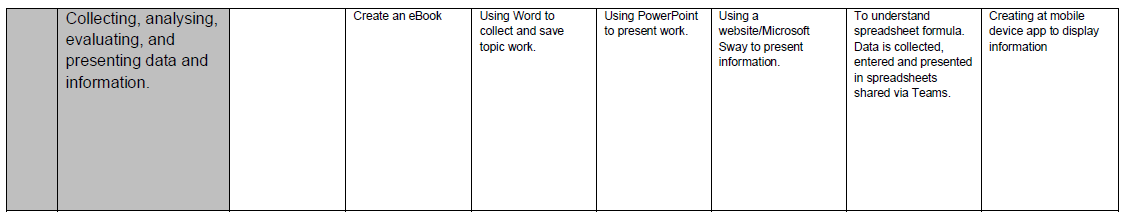 Collecting, analysing,
evaluating, and
presenting data and
information.
Create an eBook
Using Word to
collect and save
topic work.
Using PowerPoint
to present work.
Using a
website/Microsoft
Sway to present
information.
To understand
spreadsheet formula.
Data is collected,
entered and presented
in spreadsheets
shared via Teams.
Creating at mobile
device app to display
information